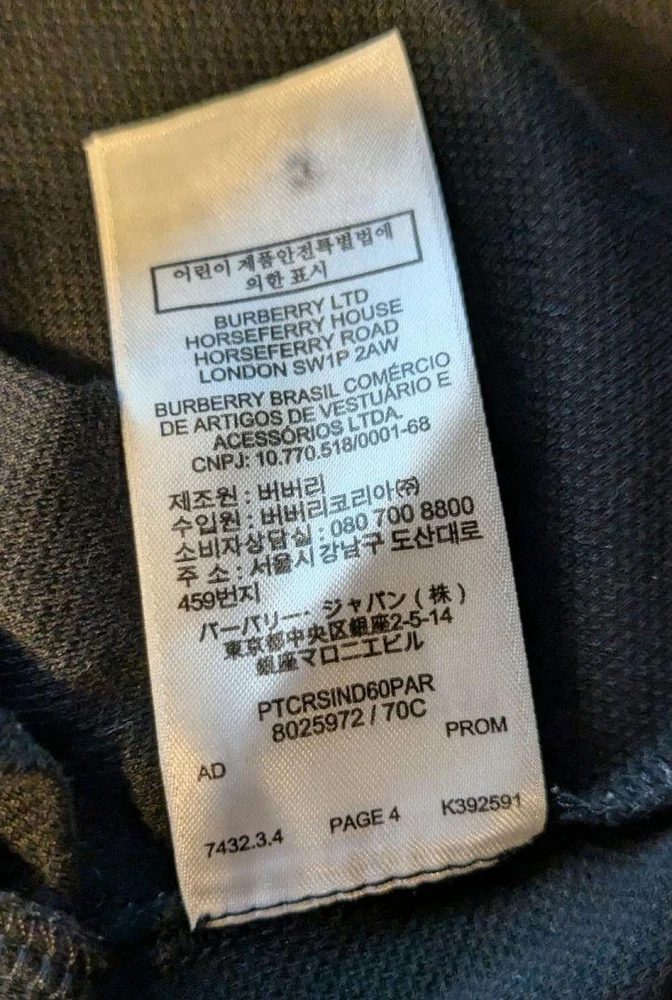 어린이 제품안전특별법에
의한 표시
BURBERRY LTD
HORSEFERRY HOUSE
HORSEFERRY ROAD
LONDON SW1P 2AW
BURBERRY BRASIL COMÉRCIO
DE ARTIGOS DE VESTUÁRIO E
ACESSÓRIOS LTDA.
CNPJ: 10.770.518/0001-68
제조원 : 버버리
수입원 : 버버리코리아㈜
소비자상담실 : 080 700 8800
주 소 : 서울시 강남구 도산대로
459번지
バーバリー・ジャパン ( 株 )
東京都中央区銀座2-5-14
銀座マロニエビル
PTCRSIND60PAR
8025972 / 70C
AD PROM
7432.3.4 PAGE 4 K392591